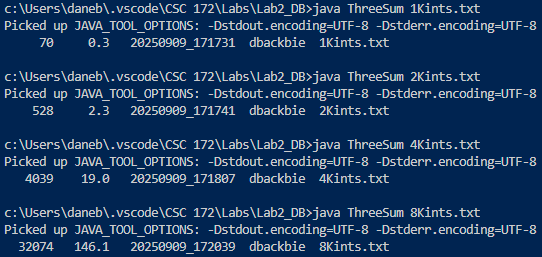 c:\Users\daneb\.vscode\CSC 172\Labs\Lab2_DB>java ThreeSum 1Kints.txt
Picked up JAVA_TOOL_OPTIONS: -Dstdout.encoding=UTF-8 -Dstderr.encoding=UTF-8
70 0.3 20250909_171731 dbackbie 1Kints.txt
c:\Users\daneb\.vscode\CSC 172\Labs\Lab2_DB>java ThreeSum 2Kints.txt
Picked up JAVA_TOOL_OPTIONS: -Dstdout.encoding=UTF-8 -Dstderr.encoding=UTF-8
528 2.3 20250909_171741 dbackbie 2Kints.txt
c:\Users\daneb\.vscode\CSC 172\Labs\Lab2_DB>java ThreeSum 4Kints.txt
Picked up JAVA_TOOL_OPTIONS: -Dstdout.encoding=UTF-8 -Dstderr.encoding=UTF-8
4039 19.0 20250909_171807 dbackbie 4Kints.txt
c:\Users\daneb\.vscode\CSC 172\Labs\Lab2_DB>java ThreeSum 8Kints.txt
Picked up JAVA_TOOL_OPTIONS: -Dstdout.encoding=UTF-8 -Dstderr.encoding=UTF-8
32074 146.1 20250909_172039 dbackbie 8Kints.txt